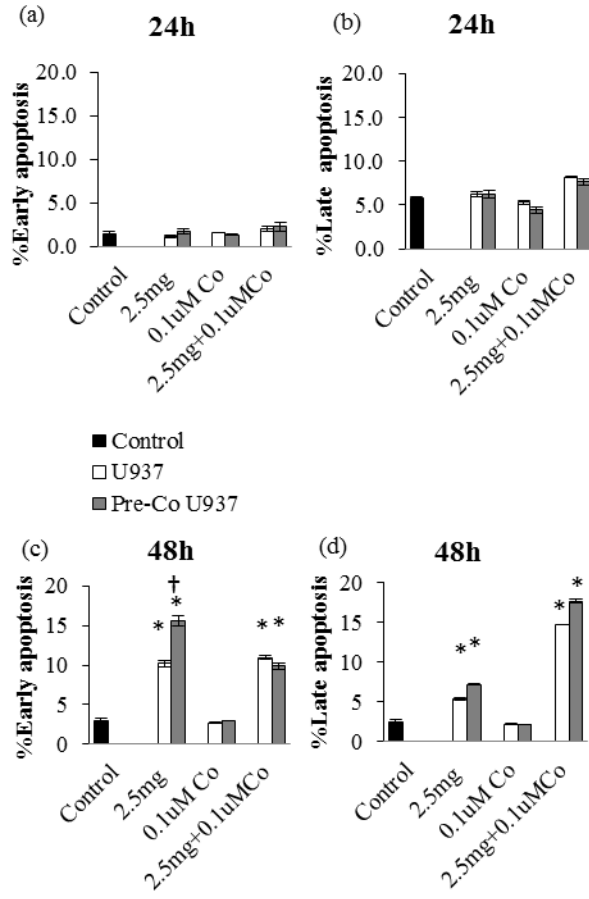 (a)
24h
%Early apoptosis
20.0
15.0
10.0
5.0
0.0
Control
2.5mg
0.1uM Co
2.5mg+0.1uMCo
(b)
24h
%Late apoptosis
20.0
15.0
10.0
5.0
0.0
Control
2.5mg
0.1uM Co
2.5mg+0.1uMCo
Control
U937
Pre-Co U937
(c)
48h
%Early apoptosis
20
15
10
5
0
*
†
*
* *
Control
2.5mg
0.1uM Co
2.5mg+0.1uMCo
(d)
48h
%Late apoptosis
20
15
10
5
0
* *
*
*
Control
2.5mg
0.1uM Co
2.5mg+0.1uMCo